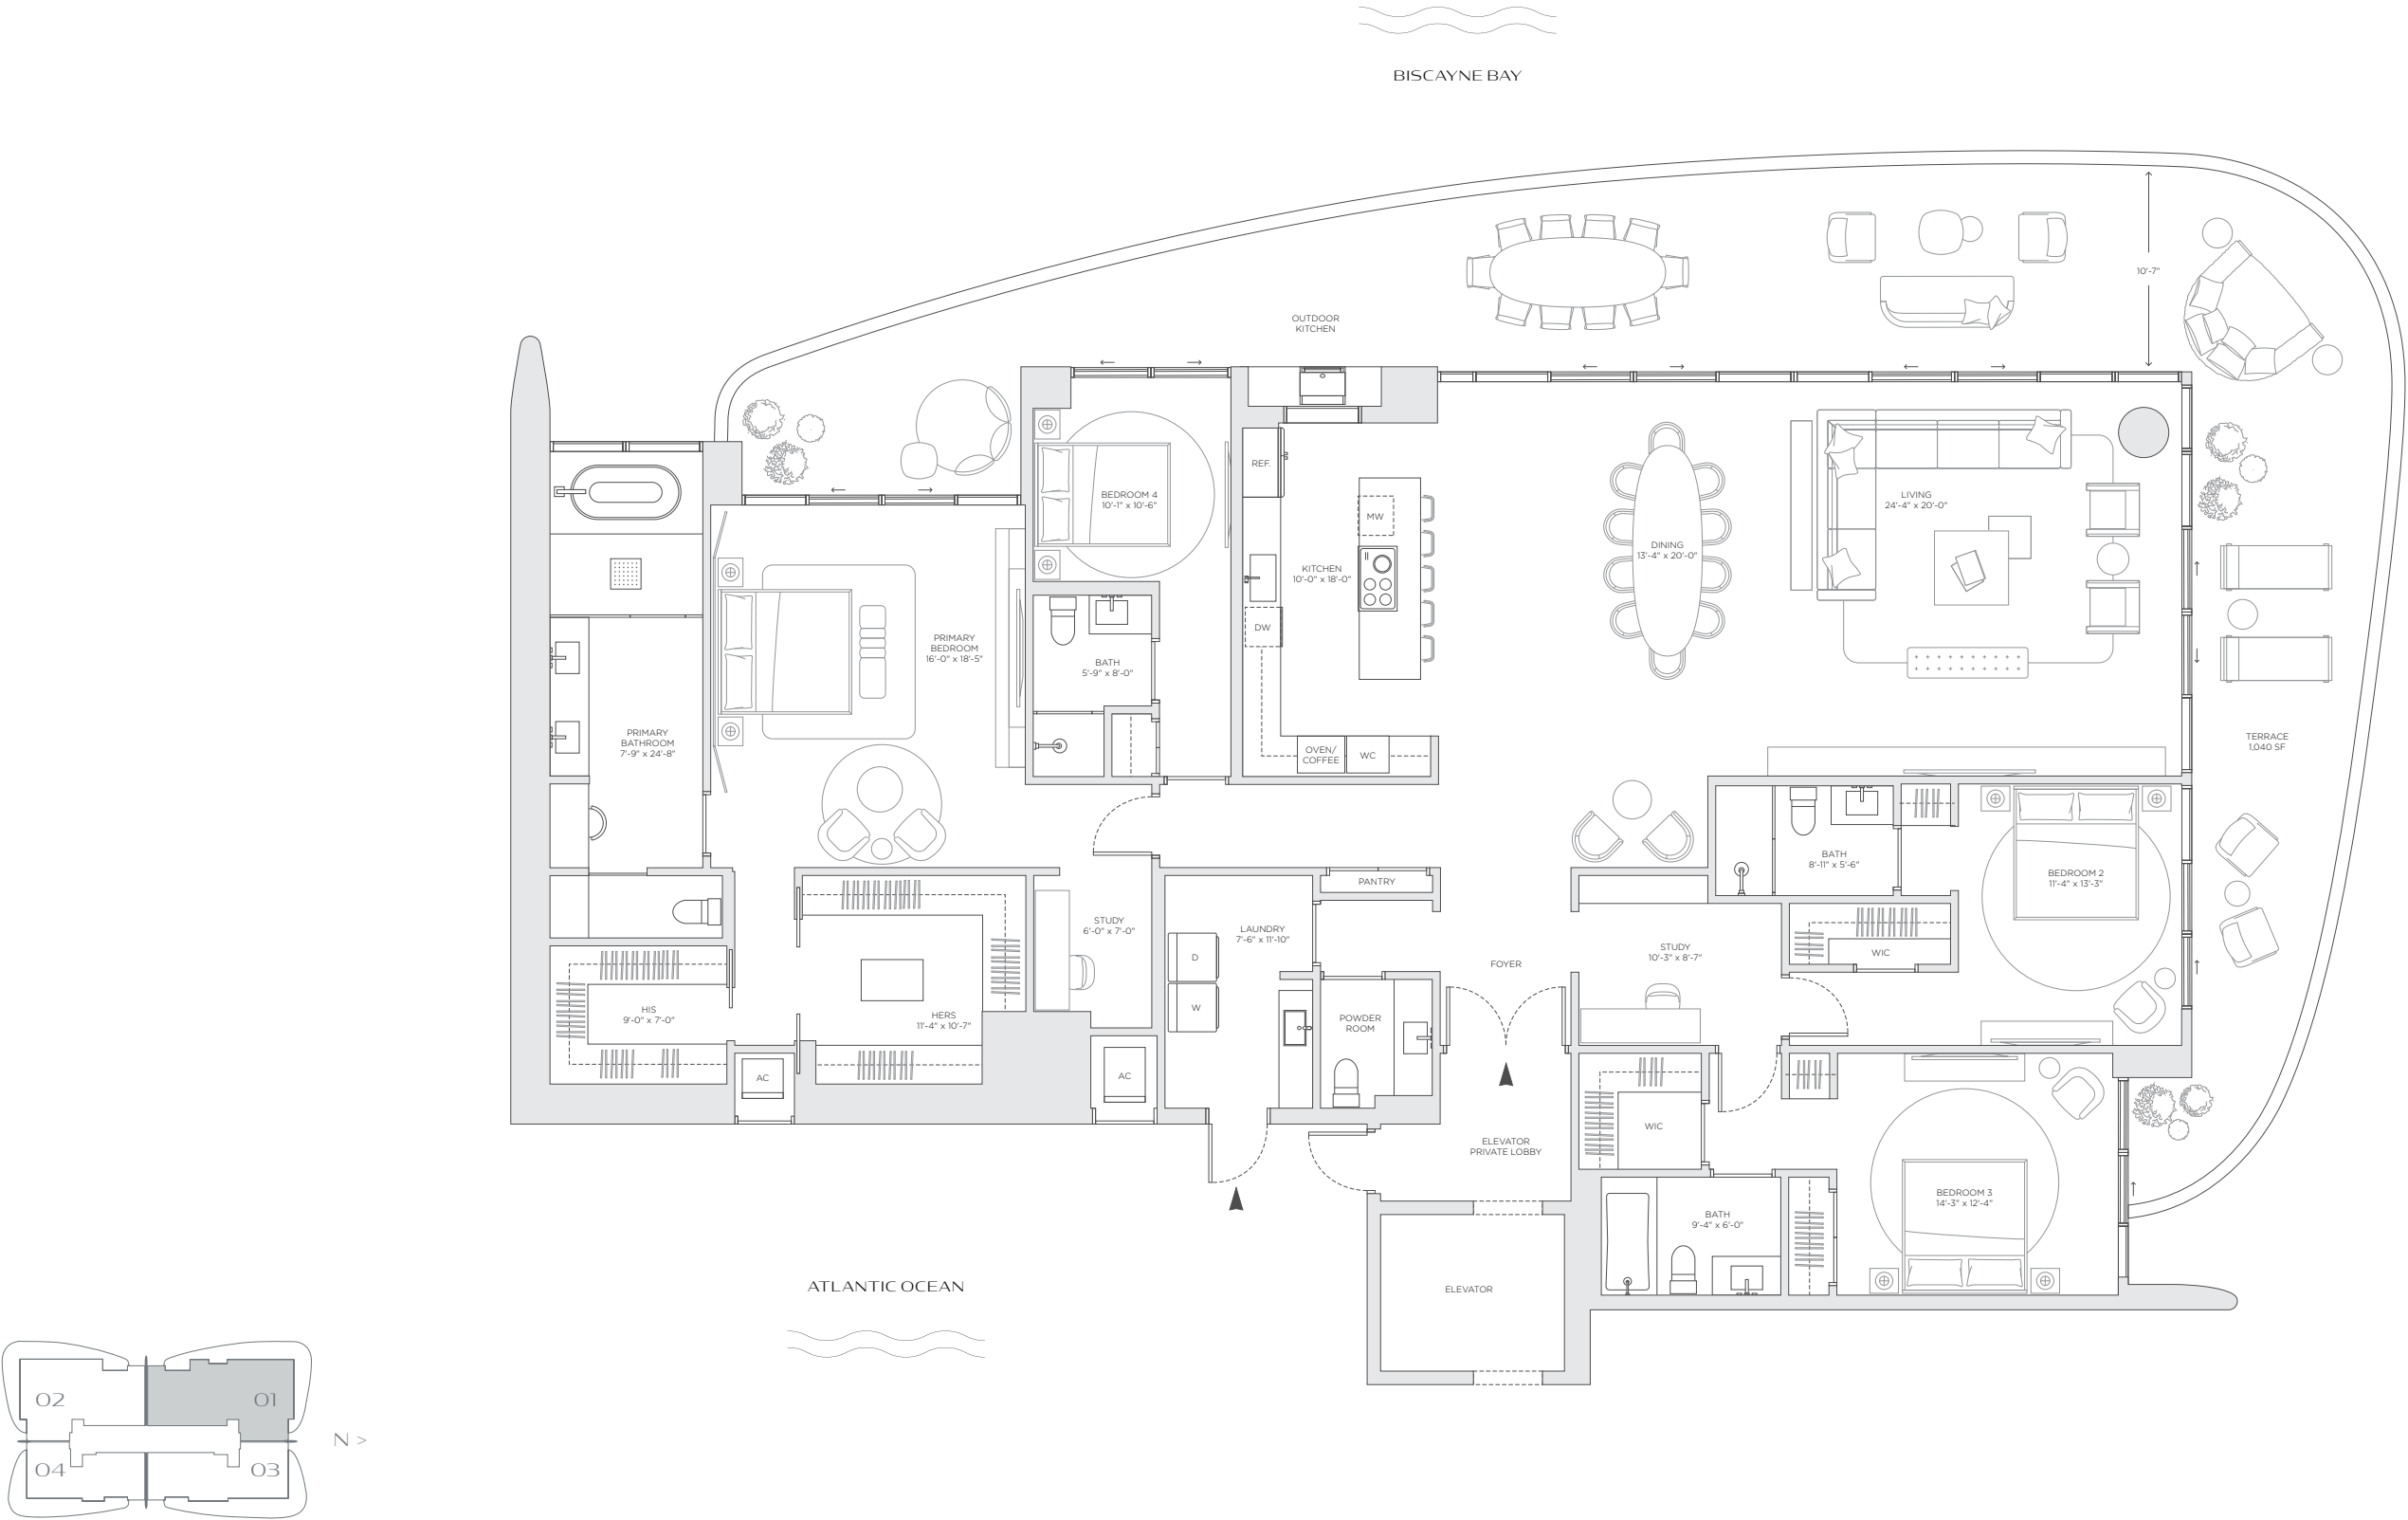 BISCAYNE BAY
10'-7"
OUTDOOR
KITCHEN
BEDROOM 4
10'-1" x 10'-6"
REF.
MW
LIVING
24'-4" x 20'-0"
DINING
13'-4" x 20'-0"
KITCHEN
10'-0" x 18'-0"
DW
PRIMARY
BEDROOM
16'-0" x 18'-5"
BATH
5'-9" x 8'-0"
PRIMARY
BATHROOM
7'-9" x 24'-8"
OVEN/
COFFEE
WC
TERRACE
1,040 SF
BATH
8'-11" x 5'-6"
BEDROOM 2
11'-4" x 13'-3"
PANTRY
STUDY
6'-0" x 7'-0"
LAUNDRY
7'-6" x 11'-10"
D
W
FOYER
STUDY
10'-3" x 8'-7"
WIC
HIS
9'-0" x 7'-0"
HERS
11'-4" x 10'-7"
POWDER
ROOM
AC
AC
WIC
ELEVATOR
PRIVATE LOBBY
BEDROOM 3
14'-3" x 12'-4"
BATH
9'-4" x 6'-0"
ELEVATOR
ATLANTIC OCEAN
02
01
N >
04
03